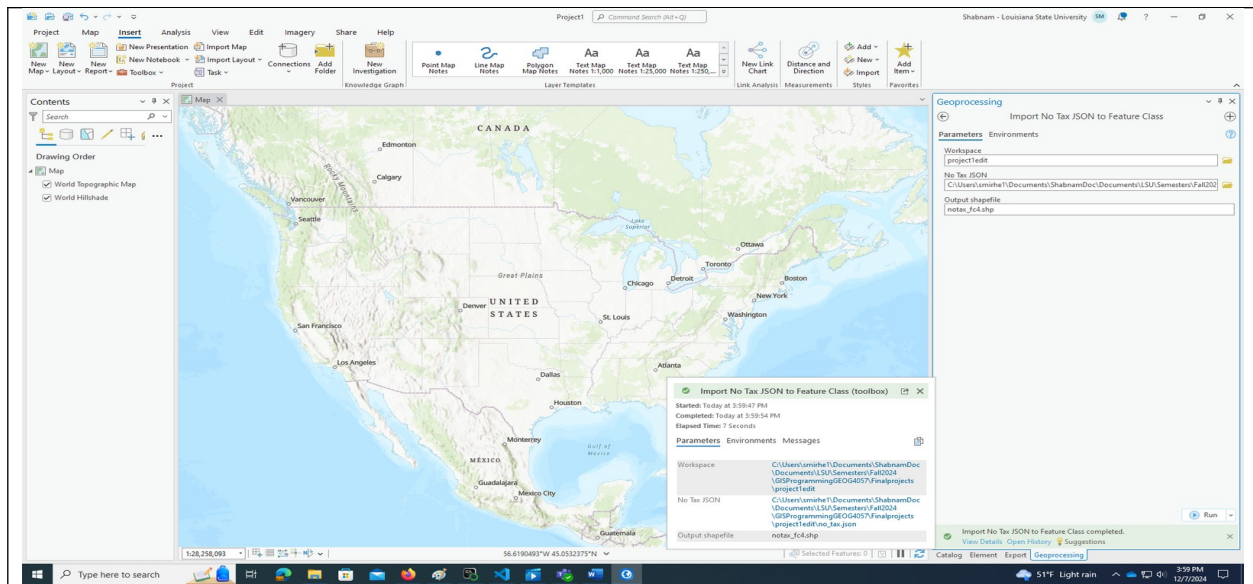 Project1
Command Search (Alt+Q)
Shabnam - Louisiana State University SM
?
Project Map Insert Analysis View Edit Imagery Share Help
New Map
New Layout
New Report
New Presentation
New Notebook
Toolbox
Import Map
Import Layout
Task
Connections
Add Folder
Project
New Investigation
Knowledge Graph
Point Map Notes
Line Map Notes
Polygon Map Notes
Aa Text Map Notes 1:1,000
Aa Text Map Notes 1:25,000
Aa Text Map Notes 1:250,...
Layer Templates
New Link Chart
Link Analysis
Distance and Direction
Measurements
Add
New
Import
Styles
Add Item
Favorites
Contents
Search
Drawing Order
Map
World Topographic Map
World Hillshade
Map
CANADA
Edmonton
Calgary
Rocky Mountains
Vancouver
Seattle
Lake Superior
Ottawa
Toronto
Great Plains
Chicago
Detroit
Boston
New York
Denver
UNITED
STATES
St. Louis
Washington
San Francisco
Los Angeles
Atlanta
Dallas
Houston
Monterrey
Gulf of Mexico
MÉXICO
Guadalajara
Mexico City
Guatemala
Import No Tax JSON to Feature Class (toolbox)
Started: Today at 3:59:47 PM
Completed: Today at 3:59:54 PM
Elapsed Time: 7 Seconds
Parameters Environments Messages
Workspace
C:\Users\smirhe1\Documents\ShabnamDoc
\Documents\LSU\Semesters\Fall2024
\GISProgrammingGEOG4057\Finalprojects
\project1edit
No Tax JSON
C:\Users\smirhe1\Documents\ShabnamDoc
\Documents\LSU\Semesters\Fall2024
\GISProgrammingGEOG4057\Finalprojects
\project1edit\no_tax.json
Output shapefile notax_fc4.shp
1:28,258,093
56.6190493°W 45.0532375°N
Selected Features: 0
Geoprocessing
Import No Tax JSON to Feature Class
Parameters Environments
Workspace
project1edit
No Tax JSON
C:\Users\smirhe1\Documents\ShabnamDoc\Documents\LSU\Semesters\Fall202
Output shapefile
notax_fc4.shp
Run
Import No Tax JSON to Feature Class completed.
View Details Open History Suggestions
Catalog Element Export Geoprocessing
Type here to search
51°F Light rain
3:59 PM
12/7/2024